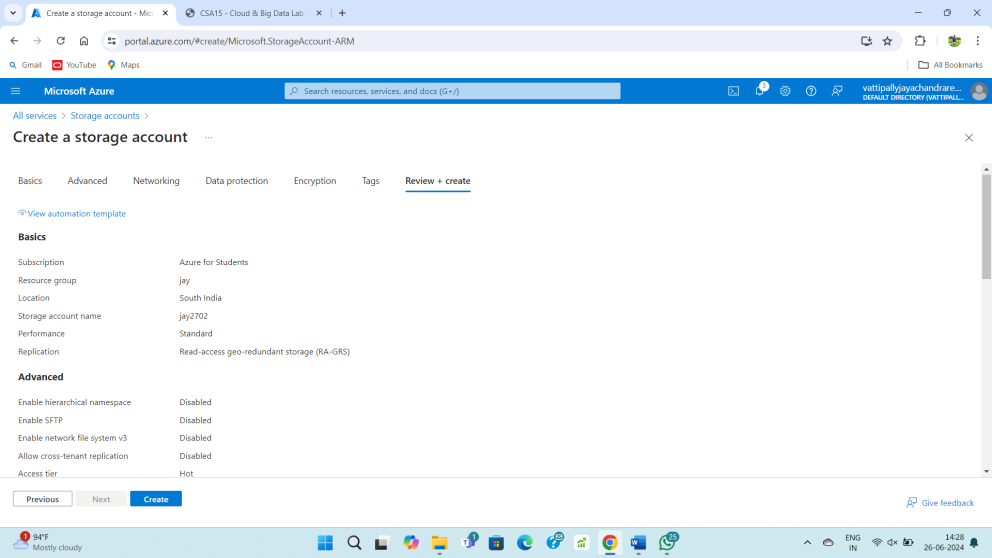 Create a storage account - Micr
CSA15 - Cloud & Big Data Lab
portal.azure.com/#create/Microsoft.StorageAccount-ARM
Gmail YouTube Maps All Bookmarks
Microsoft Azure
Search resources, services, and docs (G+/)
3
vattipallyjayachandrare...
DEFAULT DIRECTORY (VATTIPALL...
All services > Storage accounts >
Create a storage account ...
Basics Advanced Networking Data protection Encryption Tags Review + create
View automation template
Basics
Subscription Azure for Students
Resource group jay
Location South India
Storage account name jay2702
Performance Standard
Replication Read-access geo-redundant storage (RA-GRS)
Advanced
Enable hierarchical namespace Disabled
Enable SFTP Disabled
Enable network file system v3 Disabled
Allow cross-tenant replication Disabled
Access tier Hot
Previous Next Create Give feedback
1 94°F
Mostly cloudy
1
25
ENG
IN
14:28
26-06-2024